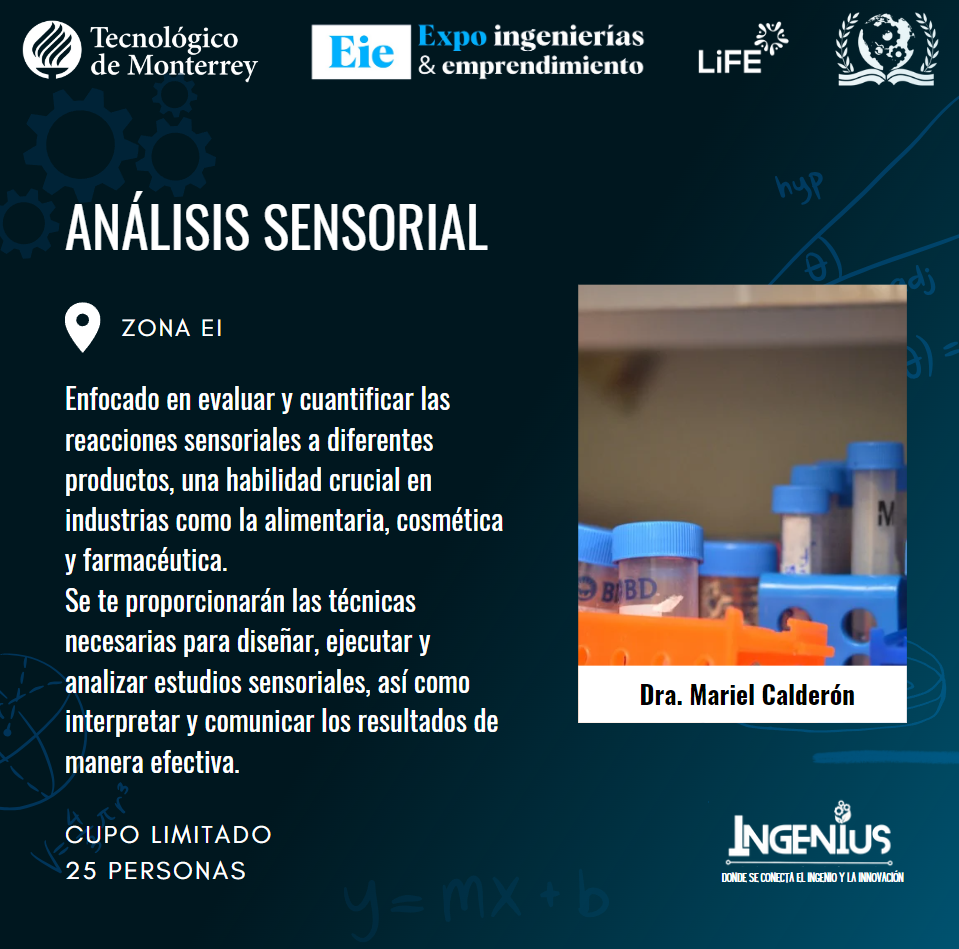 Tecnológico
de Monterrey
Eie
Expo ingenierías
& emprendimiento
LiFE
hyp
θ
adj
θ) =
ANÁLISIS SENSORIAL
ZONA EI
Enfocado en evaluar y cuantificar las
reacciones sensoriales a diferentes
productos, una habilidad crucial en
industrias como la alimentaria, cosmética
y farmacéutica.
Se te proporcionarán las técnicas
necesarias para diseñar, ejecutar y
analizar estudios sensoriales, así como
interpretar y comunicar los resultados de
manera efectiva.
M
BD
Dra. Mariel Calderón
CUPO LIMITADO
25 PERSONAS
INGENIUS
DONDE SE CONECTA EL INGENIO Y LA INNOVACIÓN
y = mx + b